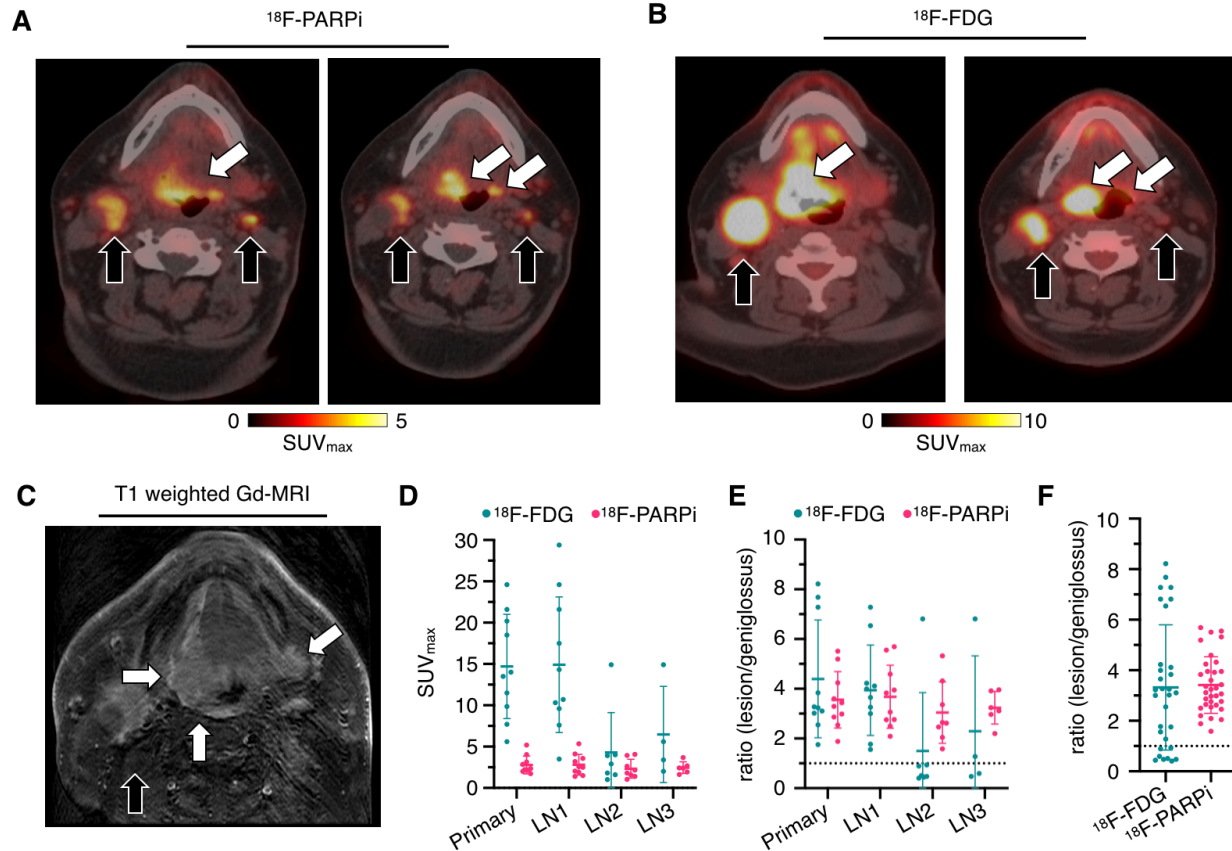 A
¹⁸F-PARPi
0
5
SUVmax
B
¹⁸F-FDG
0
10
SUVmax
C
T1 weighted Gd-MRI
D
¹⁸F-FDG ¹⁸F-PARPi
SUVmax
30
25
20
15
10
5
0
Primary LN1 LN2 LN3
E
¹⁸F-FDG ¹⁸F-PARPi
ratio (lesion/geniglossus)
10
8
6
4
2
0
Primary LN1 LN2 LN3
F
ratio (lesion/geniglossus)
10
8
6
4
2
0
¹⁸F-FDG
¹⁸F-PARPi